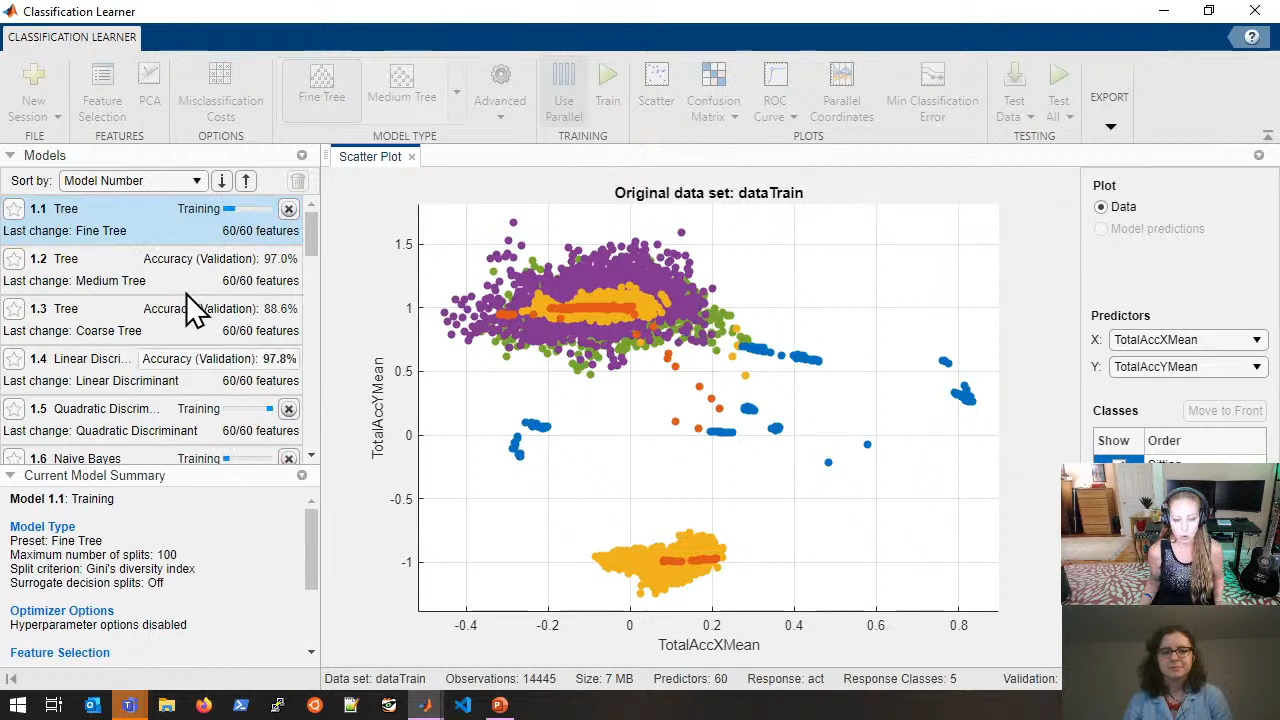 Classification Learner
CLASSIFICATION LEARNER
?
New Session
Feature Selection
PCA
Misclassification Costs
Fine Tree
Medium Tree
Advanced
Use Parallel
Train
Scatter
Confusion Matrix
ROC Curve
Parallel Coordinates
Min Classification Error
Test Data
Test All
EXPORT
FILE
FEATURES
OPTIONS
MODEL TYPE
TRAINING
PLOTS
TESTING
Models
Sort by: Model Number
1.1 Tree Training
Last change: Fine Tree 60/60 features
1.2 Tree Accuracy (Validation): 97.0%
Last change: Medium Tree 60/60 features
1.3 Tree Accuracy (Validation): 88.6%
Last change: Coarse Tree 60/60 features
1.4 Linear Discri... Accuracy (Validation): 97.8%
Last change: Linear Discriminant 60/60 features
1.5 Quadratic Discrim... Training
Last change: Quadratic Discriminant 60/60 features
1.6 Naive Bayes Training
Current Model Summary
Model 1.1: Training
Model Type
Preset: Fine Tree
Maximum number of splits: 100
Split criterion: Gini's diversity index
Surrogate decision splits: Off
Optimizer Options
Hyperparameter options disabled
Feature Selection
Scatter Plot
Original data set: dataTrain
1.5
1
0.5
0
-0.5
-1
TotalAccYMean
-0.4 -0.2 0 0.2 0.4 0.6 0.8
TotalAccXMean
Plot
Data
Model predictions
Predictors
X: TotalAccXMean
Y: TotalAccYMean
Classes Move to Front
Show Order
Data set: dataTrain Observations: 14445 Size: 7 MB Predictors: 60 Response: act Response Classes: 5 Validation: